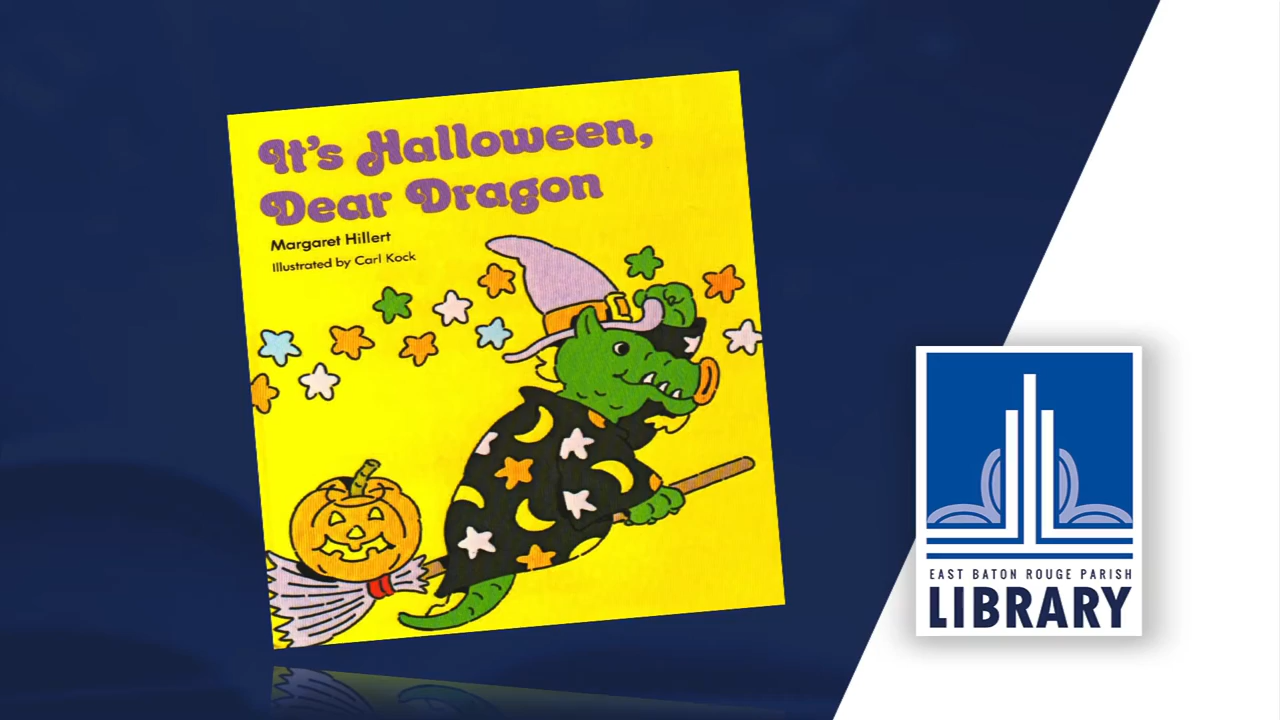 It's Halloween,
Dear Dragon
Margaret Hillert
Illustrated by Carl Kock
EAST BATON ROUGE PARISH
LIBRARY